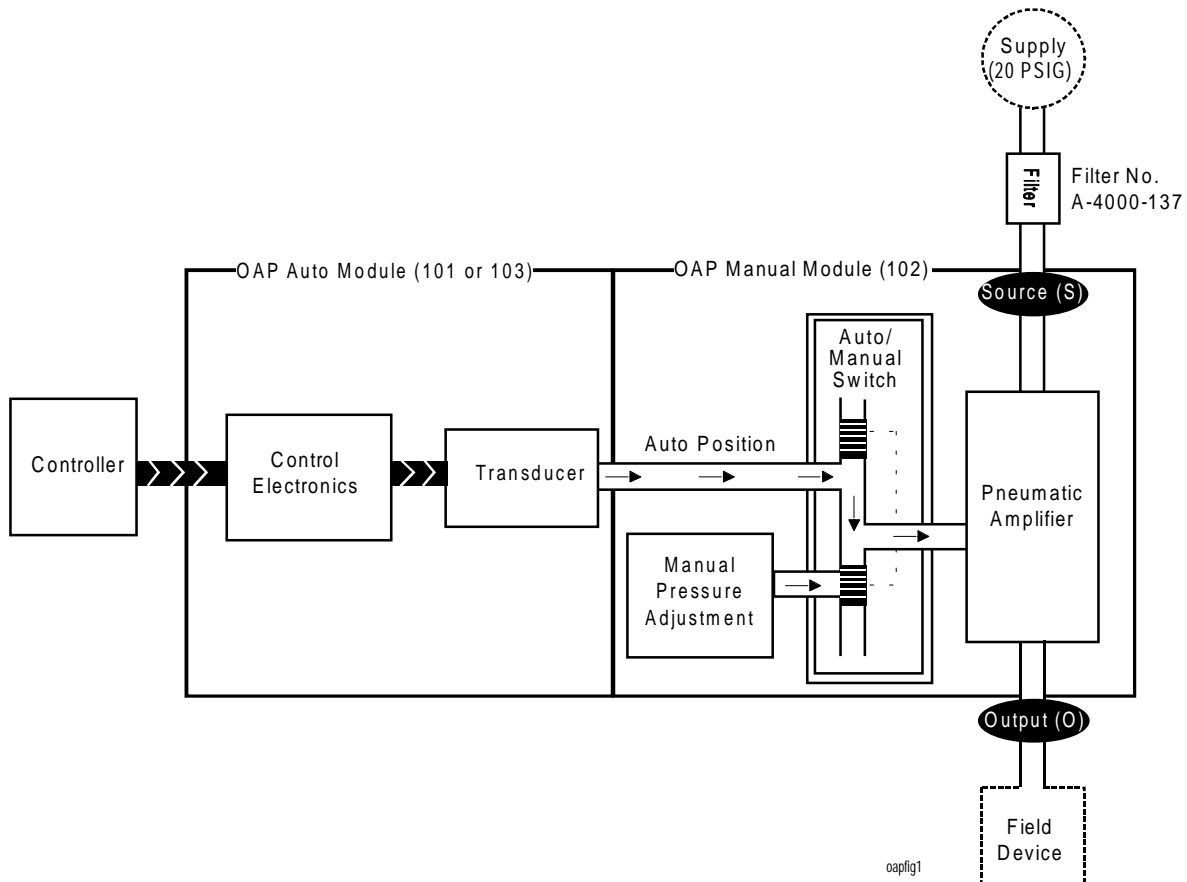 Supply
(20 PSIG)
Filter
Filter No.
A-4000-137
OAP Auto Module (101 or 103)
OAP Manual Module (102)
Source (S)
Auto/
Manual
Switch
Controller
Control
Electronics
Transducer
Auto Position
Pneumatic
Amplifier
Manual
Pressure
Adjustment
Output (O)
Field
Device
oapfig1